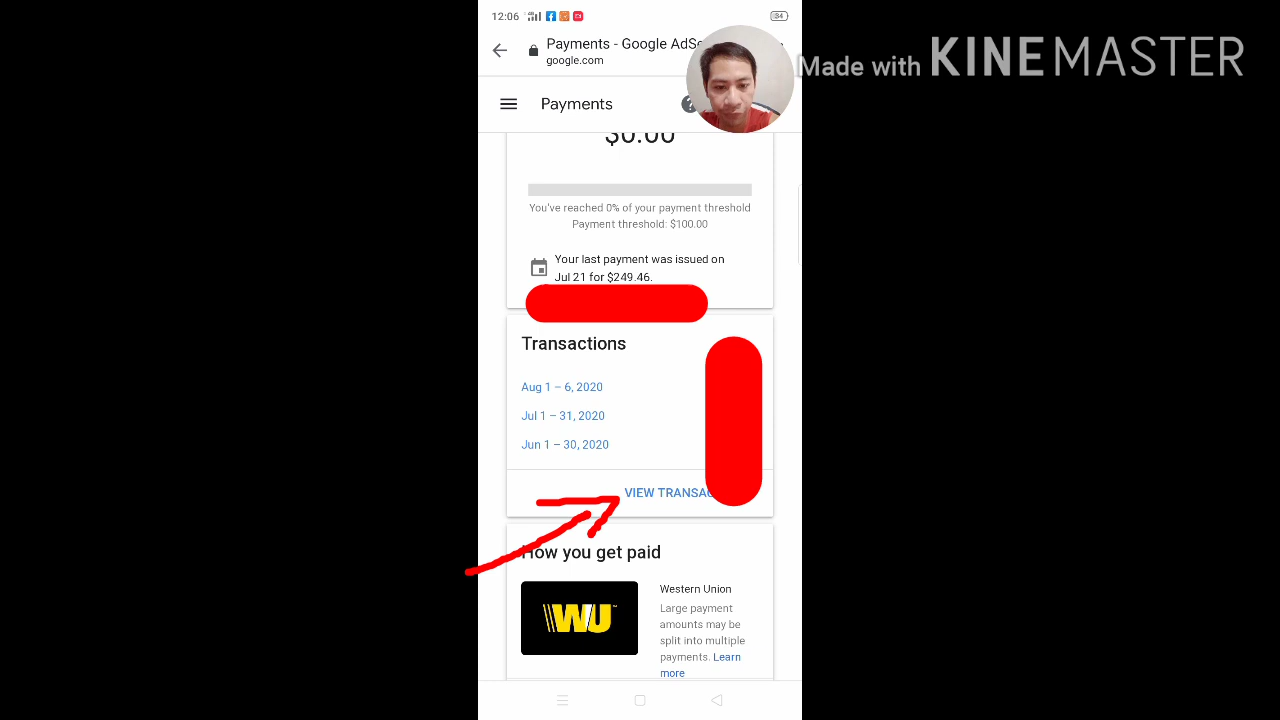 12:06
Payments - Google
google.com
Made with KINEMASTER
Payments
$0.00
You've reached 0% of your payment threshold
Payment threshold: $100.00
Your last payment was issued on
Jul 21 for $249.46.
Transactions
Aug 1 – 6, 2020
Jul 1 – 31, 2020
Jun 1 – 30, 2020
VIEW
How you get paid
WU
Western Union
Large payment
amounts may be
split into multiple
payments. Learn
more